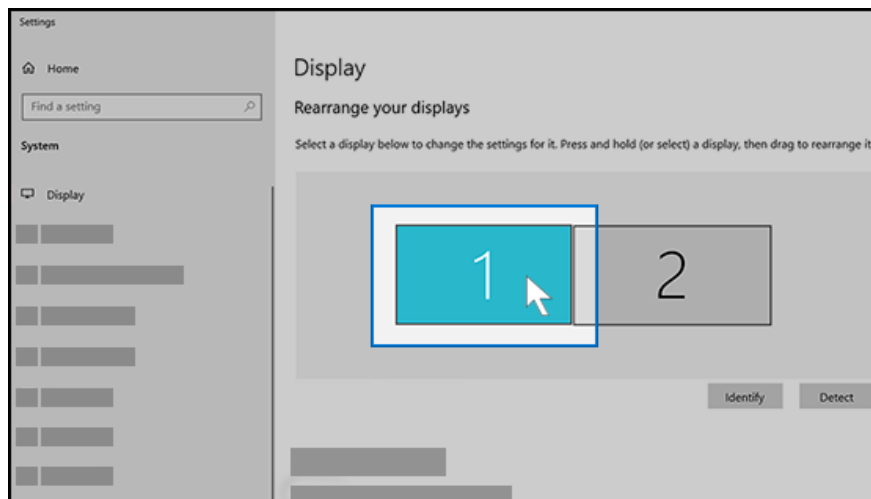 Settings
Home
Find a setting
System
Display
Display
Rearrange your displays
Select a display below to change the settings for it. Press and hold (or select) a display, then drag to rearrange it
1
2
Identify
Detect